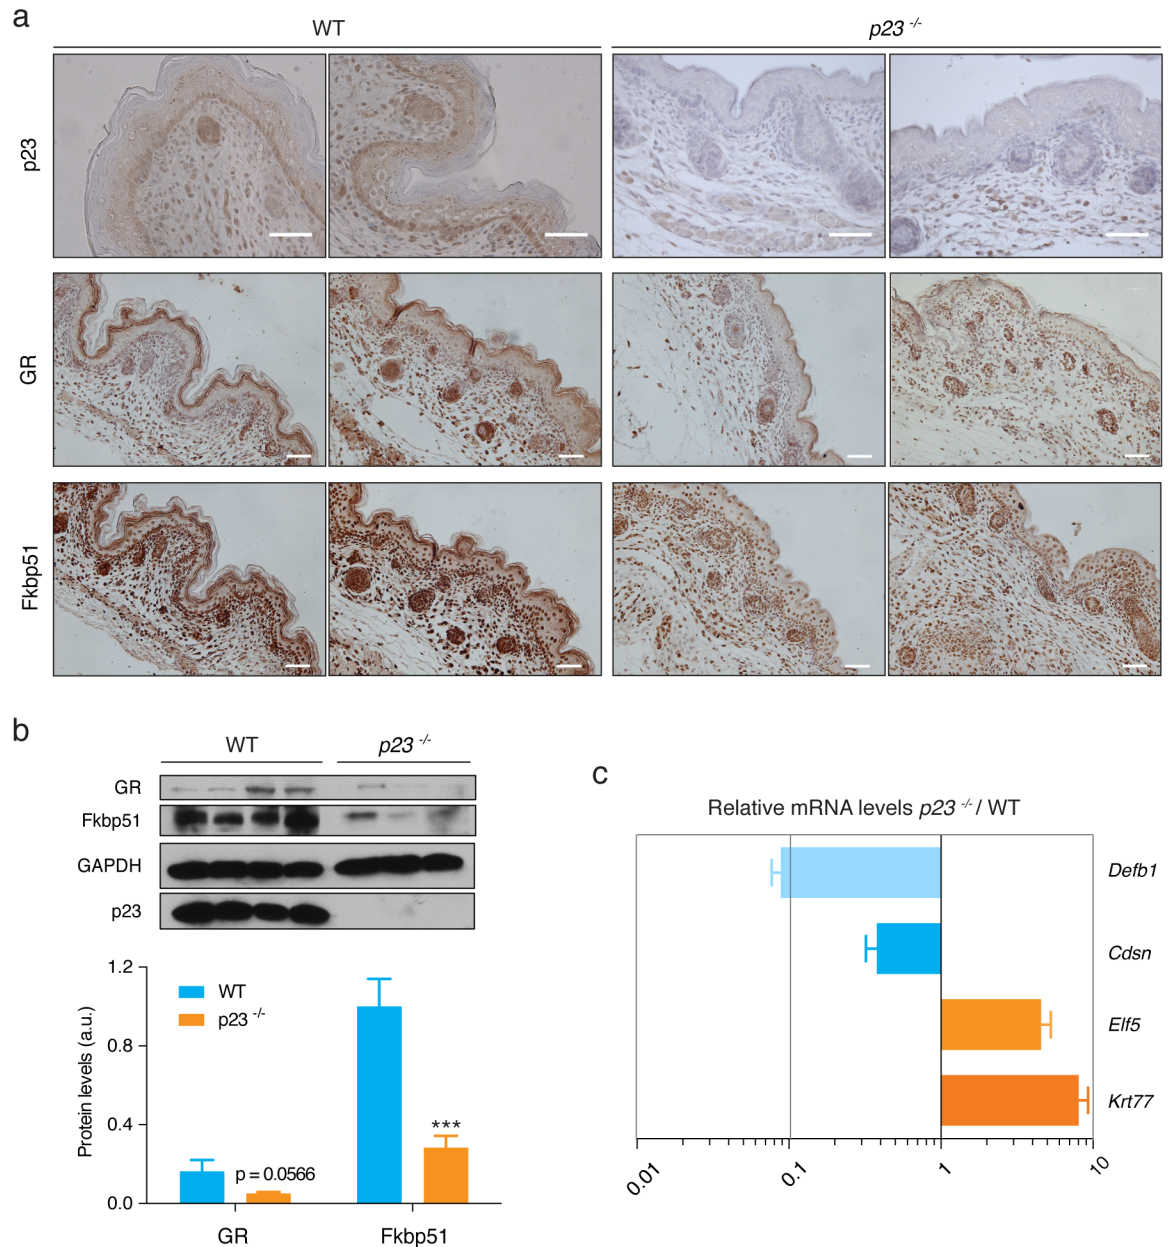 a
WT
p23 -/-
p23
GR
Fkbp51
b
WT
p23 -/-
GR
Fkbp51
GAPDH
p23
1.2
0.8
0.4
0.0
Protein levels (a.u.)
WT
p23 -/-
p = 0.0566
***
GR
Fkbp51
c
Relative mRNA levels p23 -/-/ WT
Defb1
Cdsn
Elf5
Krt77
0.01
0.1
1
10